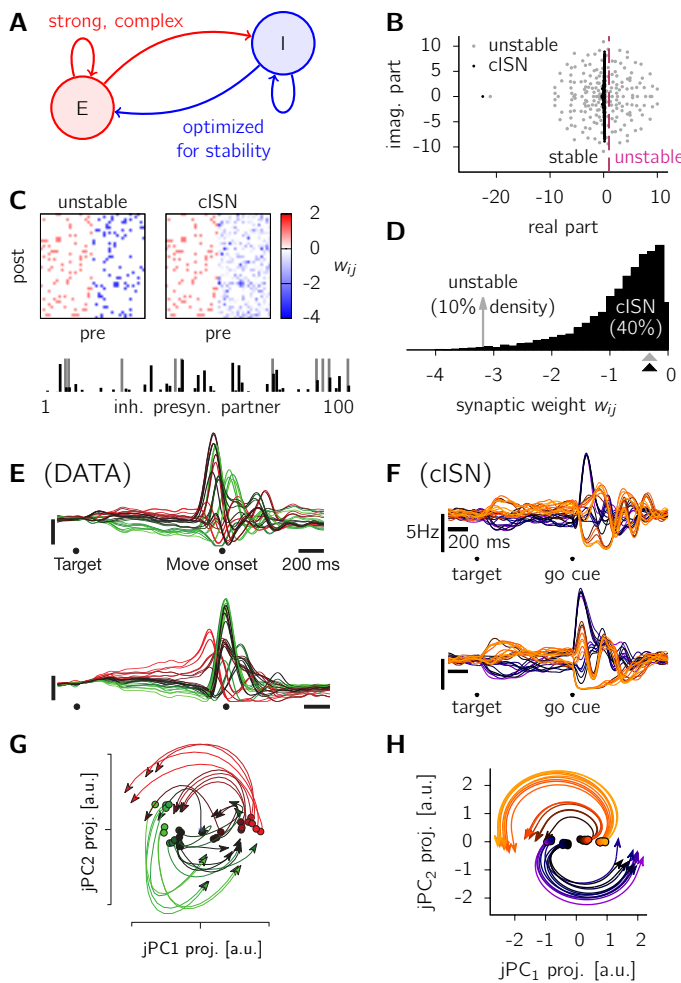 A
strong, complex
E
I
optimized
for stability
B
imag. part
10
5
0
-5
-10
unstable
cISN
stable
unstable
-20
-10
0
10
real part
C
unstable
cISN
post
pre
pre
2
0
-2
-4
w_ij
1
inh. presyn. partner
100
D
unstable
(10% density)
cISN
(40%)
-4
-3
-2
-1
0
synaptic weight w_ij
E (DATA)
Target
Move onset
200 ms
F (cISN)
5Hz
200 ms
target
go cue
target
go cue
G
jPC2 proj. [a.u.]
jPC1 proj. [a.u.]
H
jPC₂ proj. [a.u.]
2
1
0
-1
-2
-2
-1
0
1
2
jPC₁ proj. [a.u.]